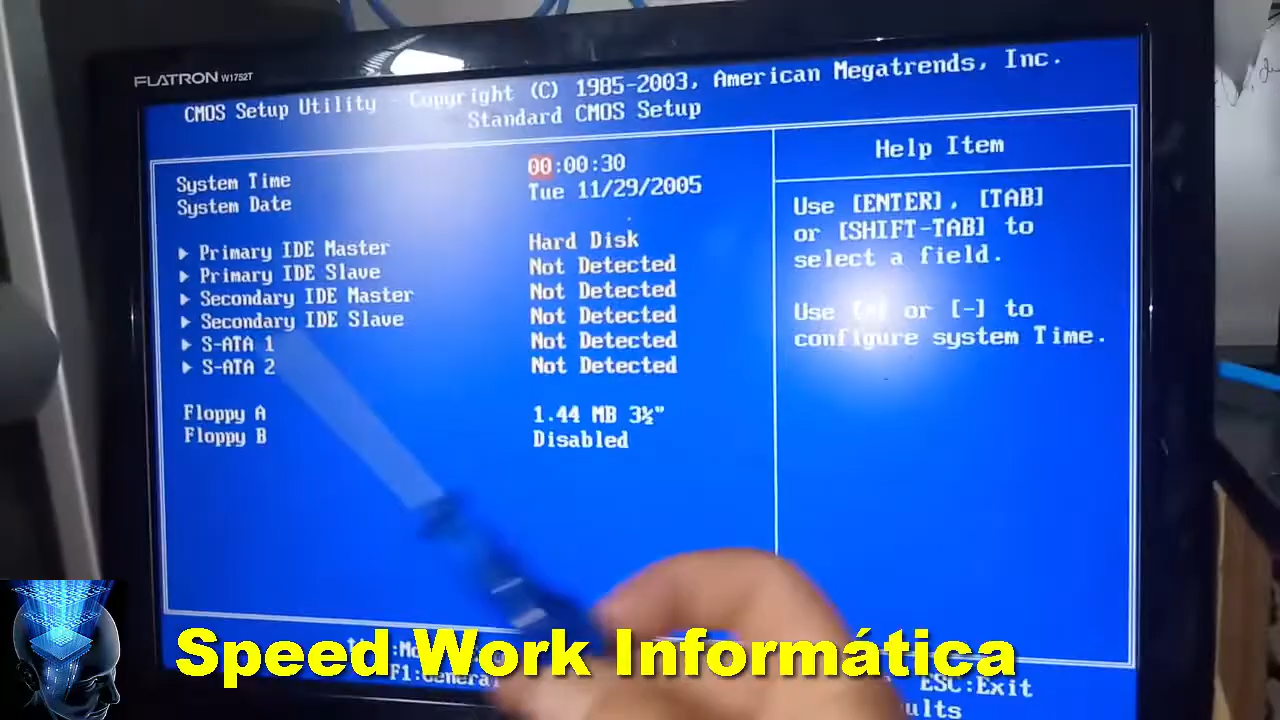 FLATRON W1752T
CMOS Setup Utility - Copyright (C) 1985-2003, American Megatrends, Inc.
Standard CMOS Setup
System Time 00:00:30
System Date Tue 11/29/2005
Primary IDE Master Hard Disk
Primary IDE Slave Not Detected
Secondary IDE Master Not Detected
Secondary IDE Slave Not Detected
S-ATA 1 Not Detected
S-ATA 2 Not Detected
Floppy A 1.44 MB 3½"
Floppy B Disabled
Help Item
Use [ENTER], [TAB]
or [SHIFT-TAB] to
select a field.
Use [+] or [-] to
configure system Time.
ESC:Exit
F1:General
Speed Work Informática